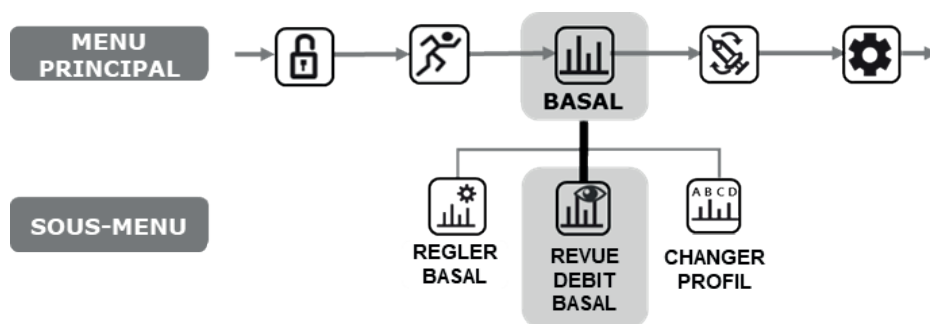 MENU
PRINCIPAL
BASAL
SOUS-MENU
A B C D
REGLER
BASAL
REVUE
DEBIT
BASAL
CHANGER
PROFIL